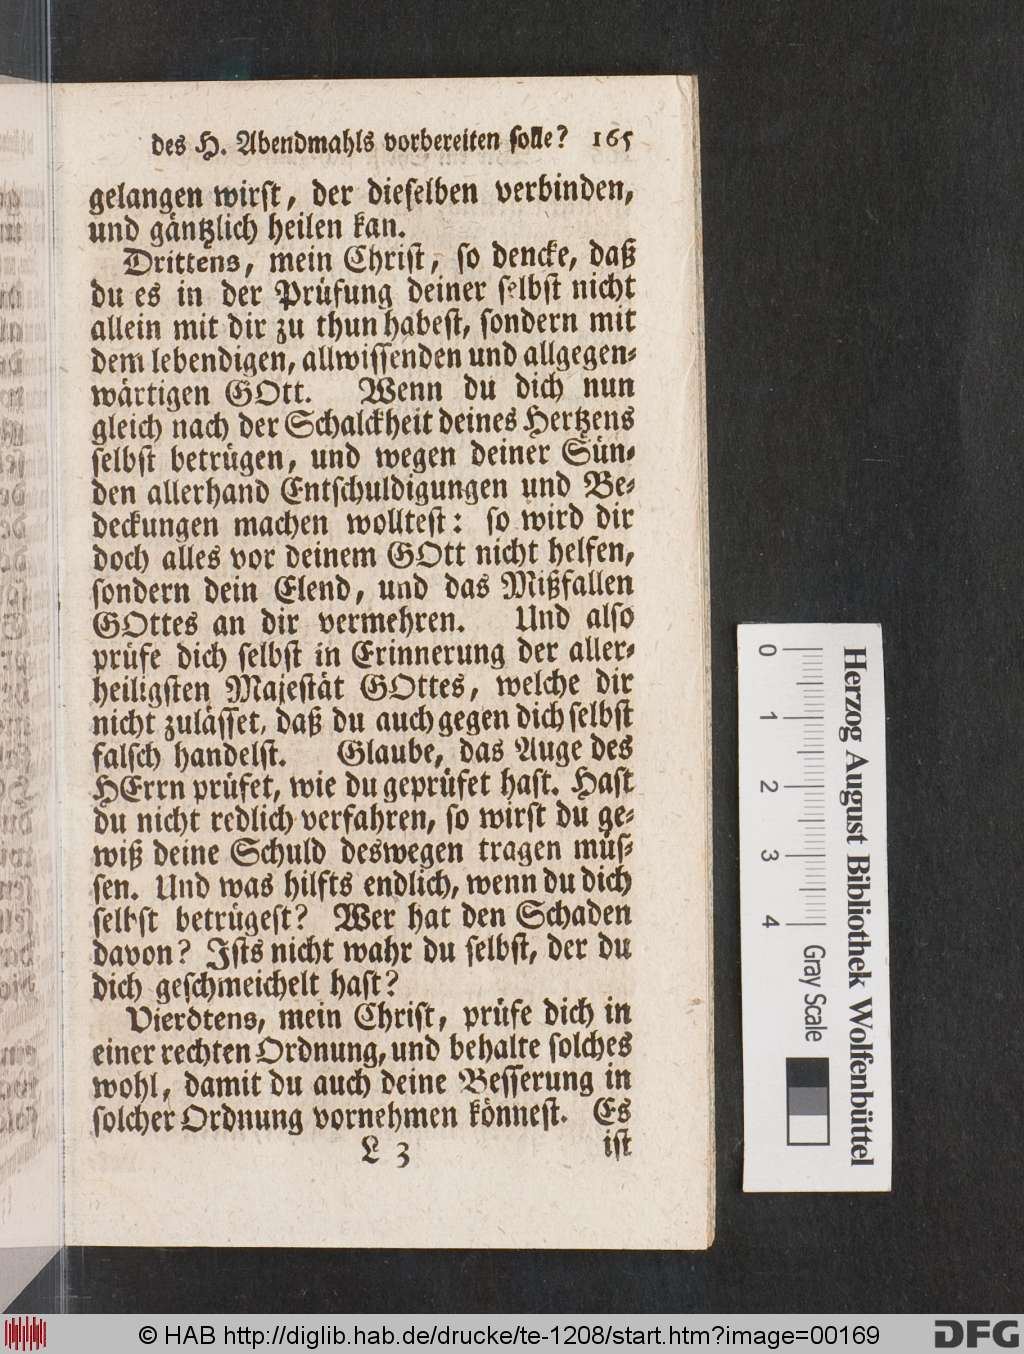 des H. Abendmahls vorbereiten solle? 165
gelangen wirst, der dieselben verbinden,
und gäntzlich heilen kan.
Drittens, mein Christ, so dencke, daß
du es in der Prüfung deiner selbst nicht
allein mit dir zu thun habest, sondern mit
dem lebendigen, allwissenden und allgegen-
wärtigen GOtt. Wenn du dich nun
gleich nach der Schalckheit deines Hertzens
selbst betrügen, und wegen deiner Sün-
den allerhand Entschuldigungen und Be-
deckungen machen wolltest: so wird dir
doch alles vor deinem GOtt nicht helfen,
sondern dein Elend, und das Mißfallen
GOttes an dir vermehren. Und also
prüfe dich selbst in Erinnerung der aller-
heiligsten Majestät GOttes, welche dir
nicht zulässet, daß du auch gegen dich selbst
falsch handelst. Glaube, das Auge des
HErrn prüfet, wie du geprüfet hast. Hast
du nicht redlich verfahren, so wirst du ge-
wiß deine Schuld deswegen tragen müs-
sen. Und was hilfts endlich, wenn du dich
selbst betrügest? Wer hat den Schaden
davon? Ists nicht wahr du selbst, der du
dich geschmeichelt hast?
Vierdtens, mein Christ, prüfe dich in
einer rechten Ordnung, und behalte solches
wohl, damit du auch deine Besserung in
solcher Ordnung vornehmen könnest. Es
L 3 ist
0 1 2 3 4 Gray Scale
Herzog August Bibliothek Wolfenbüttel
© HAB http://diglib.hab.de/drucke/te-1208/start.htm?image=00169
DFG